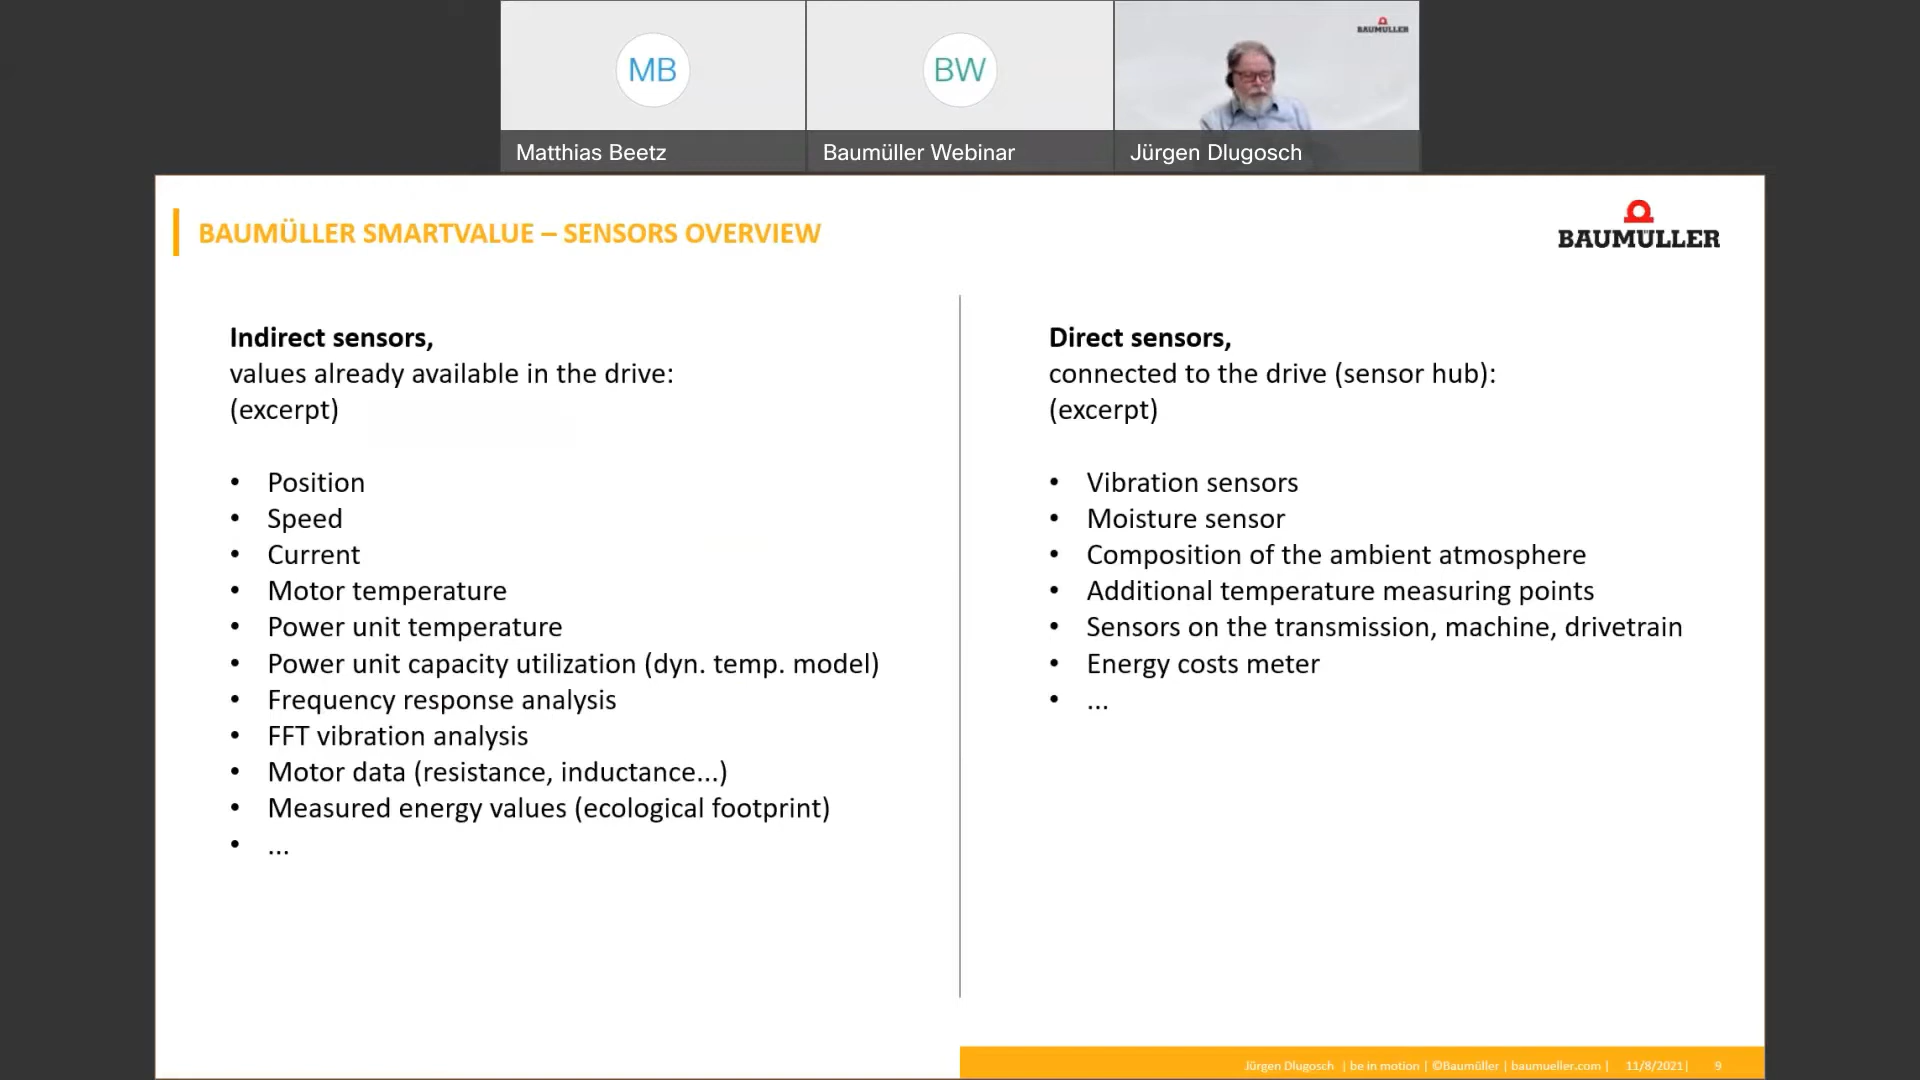 MB
BW
BAUMÜLLER
Matthias Beetz
Baumüller Webinar
Jürgen Dlugosch
BAUMÜLLER SMARTVALUE – SENSORS OVERVIEW
BAUMÜLLER
Indirect sensors,
values already available in the drive:
(excerpt)
• Position
• Speed
• Current
• Motor temperature
• Power unit temperature
• Power unit capacity utilization (dyn. temp. model)
• Frequency response analysis
• FFT vibration analysis
• Motor data (resistance, inductance...)
• Measured energy values (ecological footprint)
• ...
Direct sensors,
connected to the drive (sensor hub):
(excerpt)
• Vibration sensors
• Moisture sensor
• Composition of the ambient atmosphere
• Additional temperature measuring points
• Sensors on the transmission, machine, drivetrain
• Energy costs meter
• ...
Jürgen Dlugosch | be in motion | ©Baumüller | baumueller.com | 11/8/2021 | 9